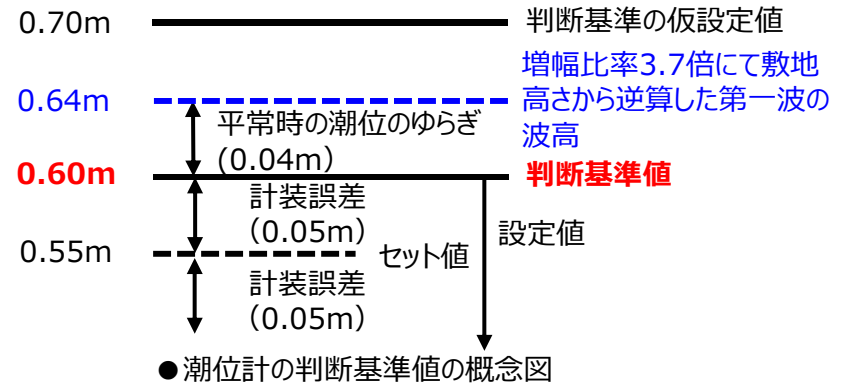 0.70m
判断基準の仮設定値
増幅比率3.7倍にて敷地
高さから逆算した第一波の
波高
0.64m
平常時の潮位のゆらぎ
(0.04m)
0.60m
判断基準値
計装誤差
(0.05m)
設定値
0.55m
セット値
計装誤差
(0.05m)
●潮位計の判断基準値の概念図